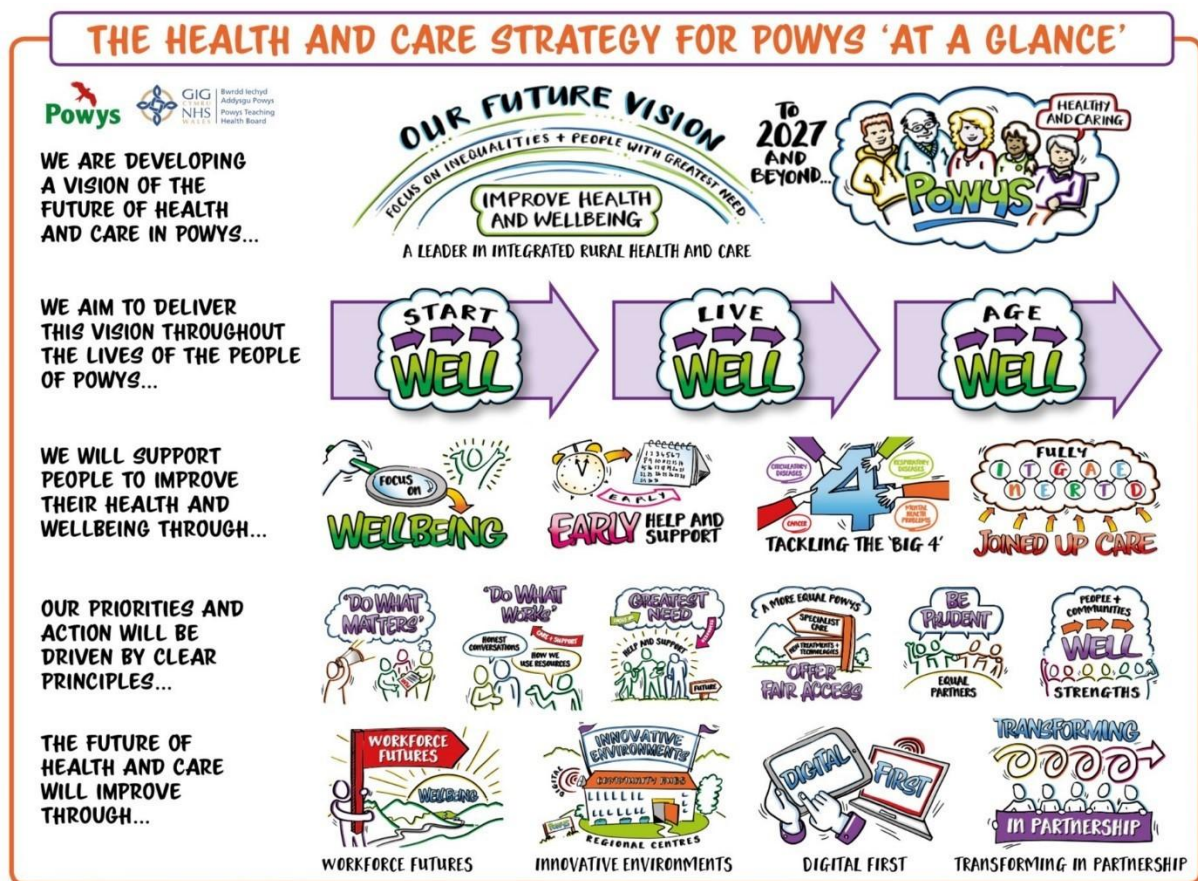 THE HEALTH AND CARE STRATEGY FOR POWYS 'AT A GLANCE'
Powys
GIG
CYMRU
NHS
WALES
Bwrdd Iechyd
Addysgu Powys
Powys Teaching
Health Board
WE ARE DEVELOPING
A VISION OF THE
FUTURE OF HEALTH
AND CARE IN POWYS...
OUR FUTURE VISION
FOCUS ON INEQUALITIES + PEOPLE WITH GREATEST NEED
IMPROVE HEALTH
AND WELLBEING
A LEADER IN INTEGRATED RURAL HEALTH AND CARE
TO
2027
AND
BEYOND...
HEALTHY
AND CARING
POWYS
WE AIM TO DELIVER
THIS VISION THROUGHOUT
THE LIVES OF THE PEOPLE
OF POWYS...
START
WELL
LIVE
WELL
AGE
WELL
WE WILL SUPPORT
PEOPLE TO IMPROVE
THEIR HEALTH AND
WELLBEING THROUGH...
FOCUS
ON
WELLBEING
EARLY
EARLY HELP AND
SUPPORT
CIRCULATORY
DISEASES
RESPIRATORY
DISEASES
4
CANCER
MENTAL
HEALTH
PROBLEMS
TACKLING THE 'BIG 4'
FULLY
INTEGRATED
JOINED UP CARE
OUR PRIORITIES AND
ACTION WILL BE
DRIVEN BY CLEAR
PRINCIPLES...
'DO WHAT
MATTERS'
'DO WHAT
WORKS'
HONEST
CONVERSATIONS
CARE + SUPPORT
HOW WE
USE RESOURCES
GREATEST
NEED
HELP AND SUPPORT
FUTURE
A MORE EQUAL POWYS
SPECIALIST
CARE
NEW TREATMENTS +
TECHNOLOGIES
OFFER
FAIR ACCESS
BE
PRUDENT
EQUAL
PARTNERS
PEOPLE +
COMMUNITIES
WELL
STRENGTHS
THE FUTURE OF
HEALTH AND CARE
WILL IMPROVE
THROUGH...
WORKFORCE
FUTURES
WELLBEING
WORKFORCE FUTURES
INNOVATIVE
ENVIRONMENTS
DIGITAL
COMMUNITY HUBS
Powys
REGIONAL CENTRES
INNOVATIVE ENVIRONMENTS
DIGITAL
FIRST
DIGITAL FIRST
TRANSFORMING
IN PARTNERSHIP
TRANSFORMING IN PARTNERSHIP